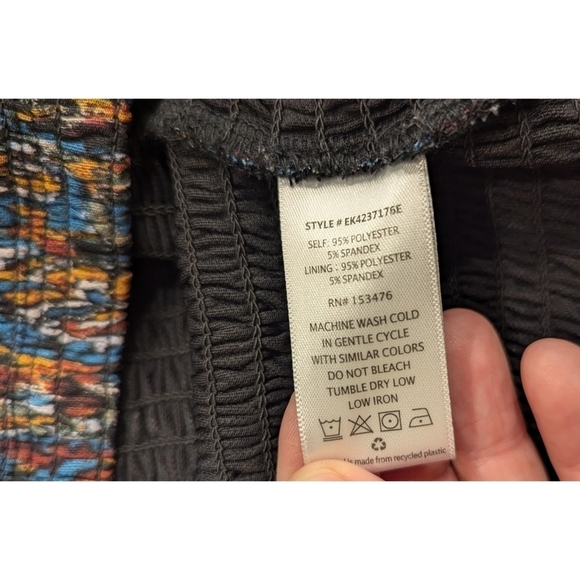 STYLE # EK4237176E
SELF: 95% POLYESTER
5% SPANDEX
LINING : 95% POLYESTER
5% SPANDEX
RN# 153476
MACHINE WASH COLD
IN GENTLE CYCLE
WITH SIMILAR COLORS
DO NOT BLEACH
TUMBLE DRY LOW
LOW IRON
is made from recycled plastic